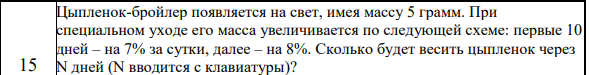 Цыпленок-бройлер появляется на свет, имея массу 5 грамм. При
специальном уходе его масса увеличивается по следующей схеме: первые 10
дней – на 7% за сутки, далее – на 8%. Сколько будет весить цыпленок через
15 N дней (N вводится с клавиатуры)?